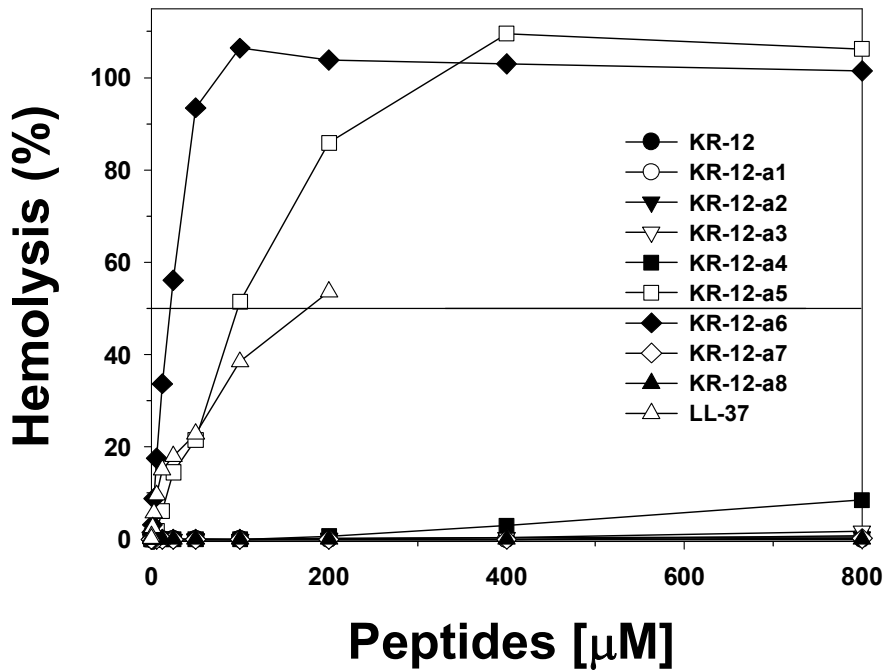 Hemolysis (%)
100
80
60
40
20
0
KR-12
KR-12-a1
KR-12-a2
KR-12-a3
KR-12-a4
KR-12-a5
KR-12-a6
KR-12-a7
KR-12-a8
LL-37
0 200 400 600 800
Peptides [μM]